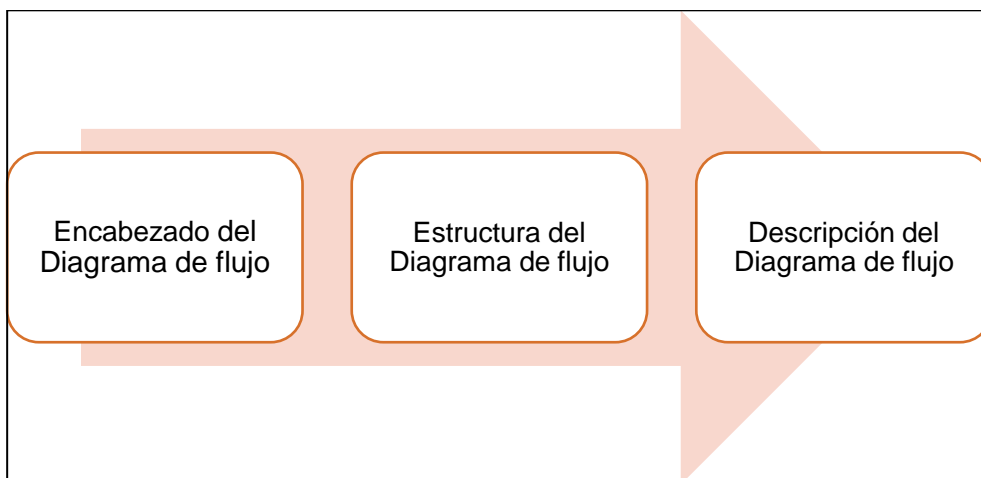 Encabezado del
Diagrama de flujo
Estructura del
Diagrama de flujo
Descripción del
Diagrama de flujo